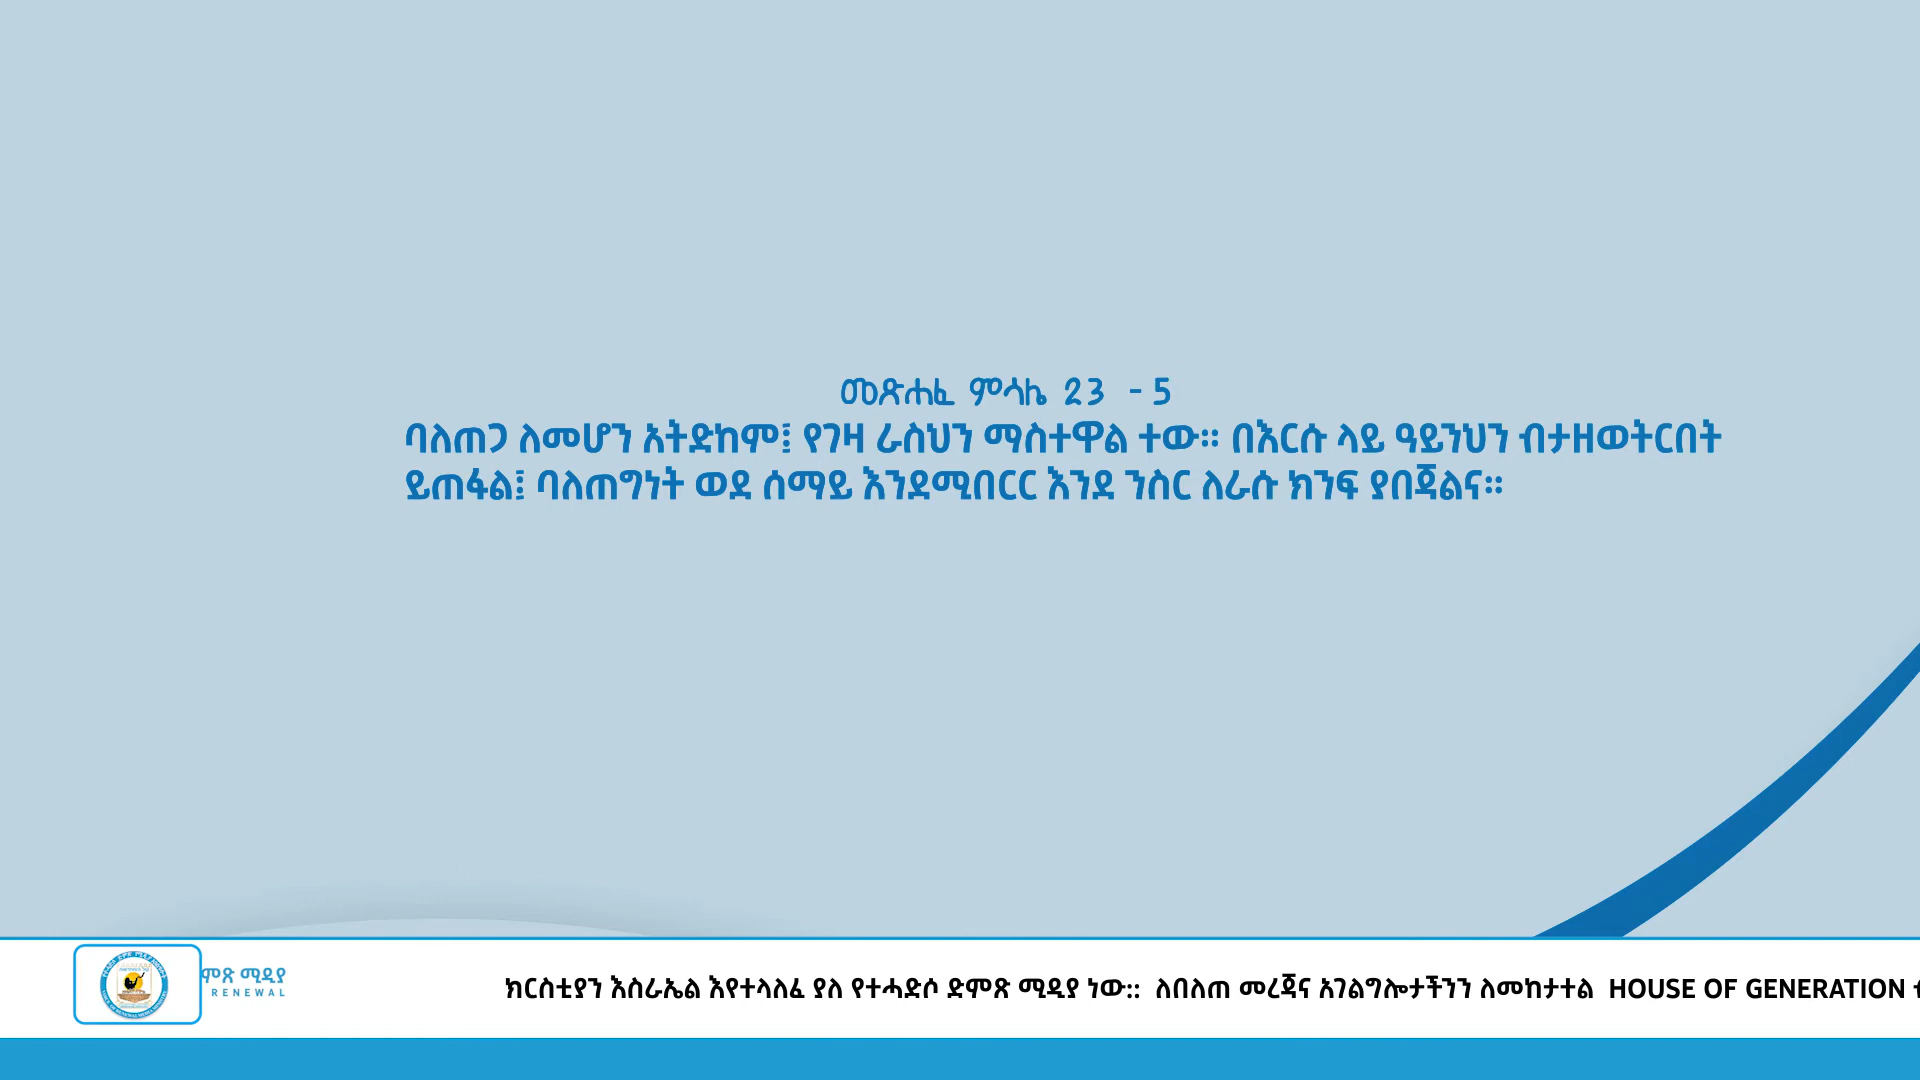 መጽሐፈ ምሳሌ 23 - 5
ባለጠጋ ለመሆን አትድከም፤ የገዛ ራስህን ማስተዋል ተው። በእርሱ ላይ ዓይንህን ብታዘወትርበት
ይጠፋል፤ ባለጠግነት ወደ ሰማይ እንደሚበርር እንደ ንስር ለራሱ ክንፍ ያበጃልና።
ምጽ ሚዲያ
RENEWAL
ክርስቲያን እስራኤል እየተላለፈ ያለ የተሓድሶ ድምጽ ሚዲያ ነው:: ለበለጠ መረጃና አገልግሎታችንን ለመከታተል HOUSE OF GENERATION